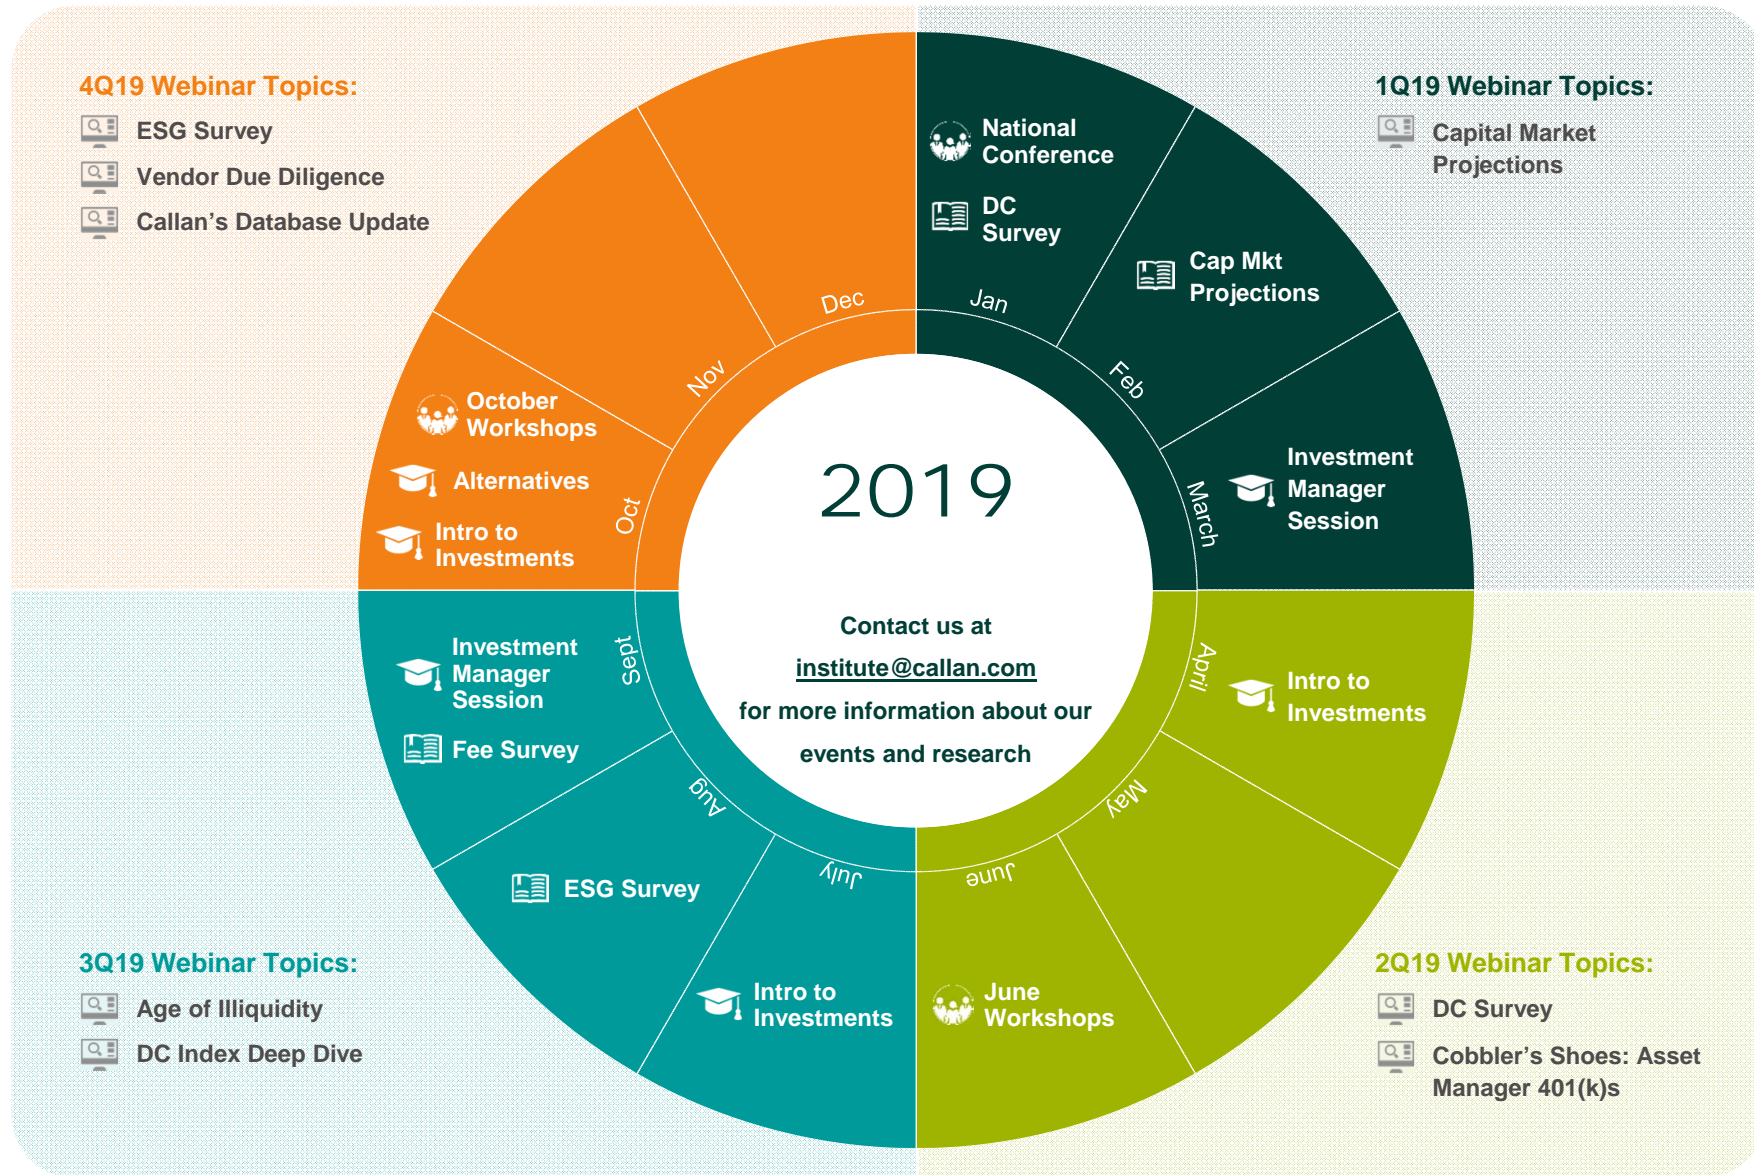 4Q19 Webinar Topics:
ESG Survey
Vendor Due Diligence
Callan’s Database Update
1Q19 Webinar Topics:
Capital Market
Projections
National
Conference
DC
Survey
Jan
Cap Mkt
Projections
Feb
Investment
Manager
Session
March
Intro to
Investments
April
May
June
Workshops
June
Intro to
Investments
July
ESG Survey
Aug
Investment
Manager
Session
Fee Survey
Sept
October
Workshops
Alternatives
Intro to
Investments
Oct
Nov
Dec
2019
Contact us at
institute@callan.com
for more information about our
events and research
3Q19 Webinar Topics:
Age of Illiquidity
DC Index Deep Dive
2Q19 Webinar Topics:
DC Survey
Cobbler’s Shoes: Asset
Manager 401(k)s